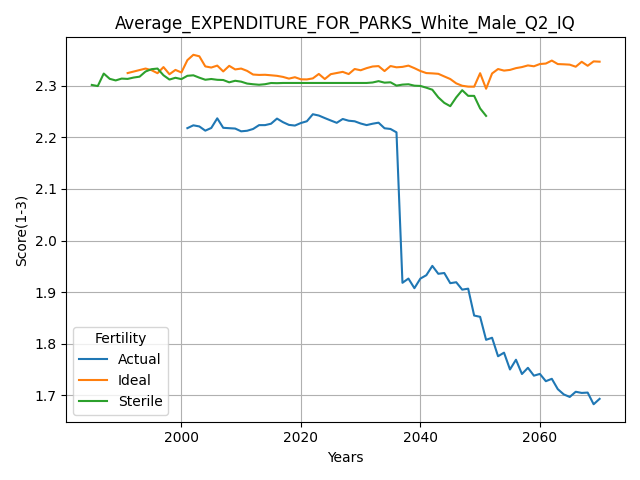 Average_EXPENDITURE_FOR_PARKS_White_Male_Q2_IQ
Score(1-3)
2.3
2.2
2.1
2.0
1.9
1.8
1.7
Fertility
Actual
Ideal
Sterile
2000 2020 2040 2060
Years